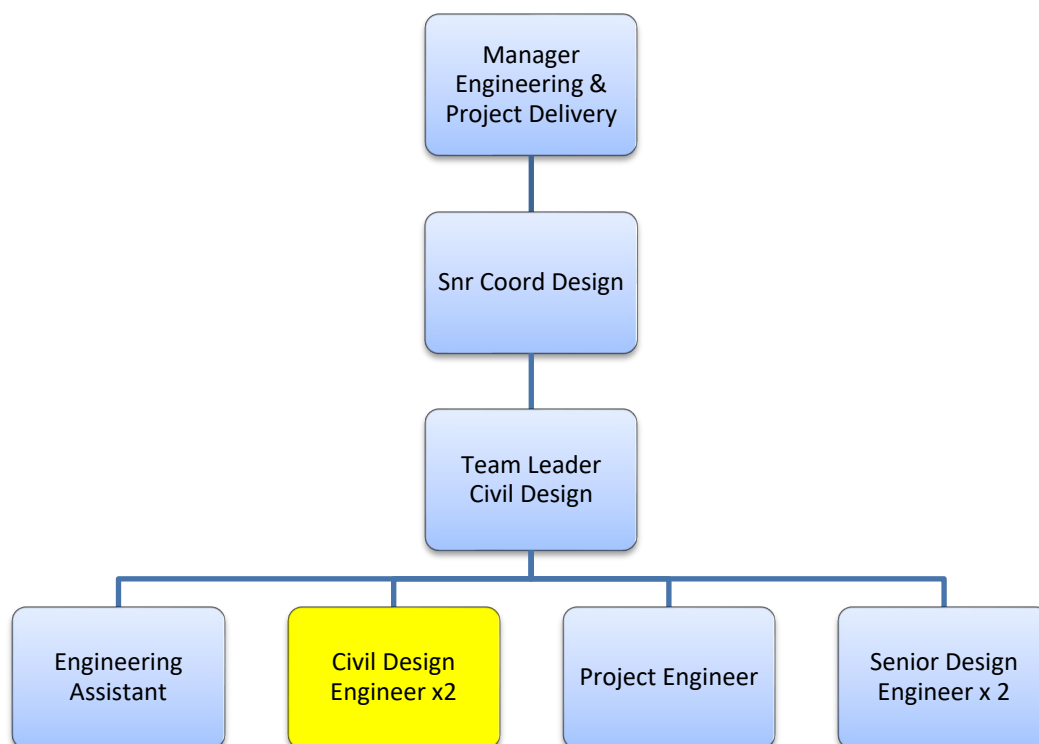 Manager
Engineering &
Project Delivery
Snr Coord Design
Team Leader
Civil Design
Engineering
Assistant
Civil Design
Engineer x2
Project Engineer
Senior Design
Engineer x 2